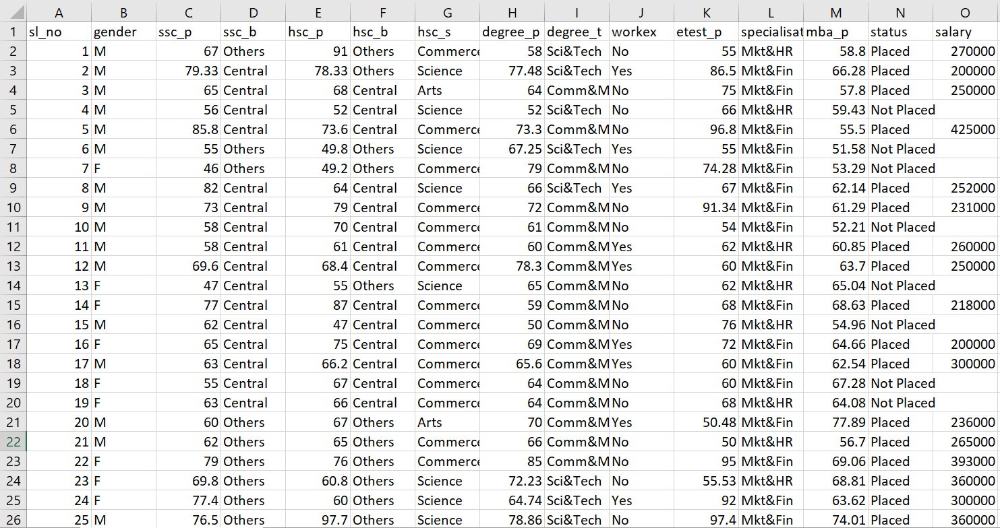 A B C D E F G H I J K L M N O
1 sl_no gender ssc_p ssc_b hsc_p hsc_b hsc_s degree_p degree_t workex etest_p specialisat mba_p status salary
2 1 M 67 Others 91 Others Commerce 58 Sci&Tech No 55 Mkt&HR 58.8 Placed 270000
3 2 M 79.33 Central 78.33 Others Science 77.48 Sci&Tech Yes 86.5 Mkt&Fin 66.28 Placed 200000
4 3 M 65 Central 68 Central Arts 64 Comm&M No 75 Mkt&Fin 57.8 Placed 250000
5 4 M 56 Central 52 Central Science 52 Sci&Tech No 66 Mkt&HR 59.43 Not Placed
6 5 M 85.8 Central 73.6 Central Commerce 73.3 Comm&M No 96.8 Mkt&Fin 55.5 Placed 425000
7 6 M 55 Others 49.8 Others Science 67.25 Sci&Tech Yes 55 Mkt&Fin 51.58 Not Placed
8 7 F 46 Others 49.2 Others Commerce 79 Comm&M No 74.28 Mkt&Fin 53.29 Not Placed
9 8 M 82 Central 64 Central Science 66 Sci&Tech Yes 67 Mkt&Fin 62.14 Placed 252000
10 9 M 73 Central 79 Central Commerce 72 Comm&M No 91.34 Mkt&Fin 61.29 Placed 231000
11 10 M 58 Central 70 Central Commerce 61 Comm&M No 54 Mkt&Fin 52.21 Not Placed
12 11 M 58 Central 61 Central Commerce 60 Comm&M Yes 62 Mkt&HR 60.85 Placed 260000
13 12 M 69.6 Central 68.4 Central Commerce 78.3 Comm&M Yes 60 Mkt&Fin 63.7 Placed 250000
14 13 F 47 Central 55 Others Science 65 Comm&M No 62 Mkt&HR 65.04 Not Placed
15 14 F 77 Central 87 Central Commerce 59 Comm&M No 68 Mkt&Fin 68.63 Placed 218000
16 15 M 62 Central 47 Central Commerce 50 Comm&M No 76 Mkt&HR 54.96 Not Placed
17 16 F 65 Central 75 Central Commerce 69 Comm&M Yes 72 Mkt&Fin 64.66 Placed 200000
18 17 M 63 Central 66.2 Central Commerce 65.6 Comm&M Yes 60 Mkt&Fin 62.54 Placed 300000
19 18 F 55 Central 67 Central Commerce 64 Comm&M No 60 Mkt&Fin 67.28 Not Placed
20 19 F 63 Central 66 Central Commerce 64 Comm&M No 68 Mkt&HR 64.08 Not Placed
21 20 M 60 Others 67 Others Arts 70 Comm&M Yes 50.48 Mkt&Fin 77.89 Placed 236000
22 21 M 62 Others 65 Others Commerce 66 Comm&M No 50 Mkt&HR 56.7 Placed 265000
23 22 F 79 Others 76 Others Commerce 85 Comm&M No 95 Mkt&Fin 69.06 Placed 393000
24 23 F 69.8 Others 60.8 Others Science 72.23 Sci&Tech No 55.53 Mkt&HR 68.81 Placed 360000
25 24 F 77.4 Others 60 Others Science 64.74 Sci&Tech Yes 92 Mkt&Fin 63.62 Placed 300000
26 25 M 76.5 Others 97.7 Others Science 78.86 Sci&Tech No 97.4 Mkt&Fin 74.01 Placed 360000